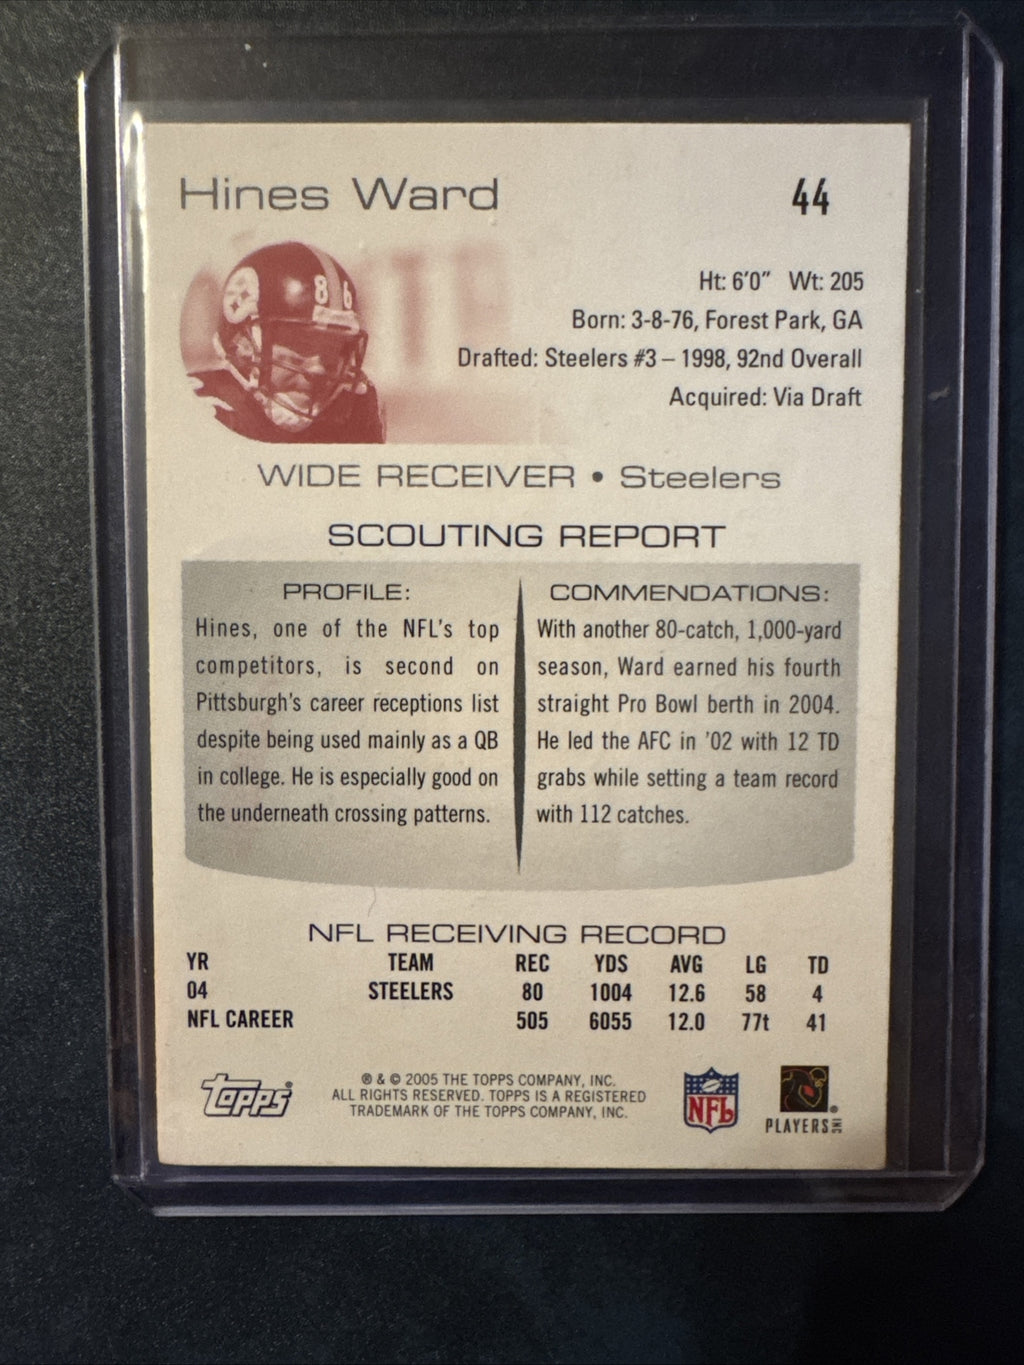 Hines Ward
44
86
Ht: 6'0" Wt: 205
Born: 3-8-76, Forest Park, GA
Drafted: Steelers #3 – 1998, 92nd Overall
Acquired: Via Draft
WIDE RECEIVER • Steelers
SCOUTING REPORT
PROFILE:
Hines, one of the NFL's top
competitors, is second on
Pittsburgh's career receptions list
despite being used mainly as a QB
in college. He is especially good on
the underneath crossing patterns.
COMMENDATIONS:
With another 80-catch, 1,000-yard
season, Ward earned his fourth
straight Pro Bowl berth in 2004.
He led the AFC in '02 with 12 TD
grabs while setting a team record
with 112 catches.
NFL RECEIVING RECORD
YR TEAM REC YDS AVG LG TD
04 STEELERS 80 1004 12.6 58 4
NFL CAREER 505 6055 12.0 77t 41
Topps®
® & © 2005 THE TOPPS COMPANY, INC.
ALL RIGHTS RESERVED. TOPPS IS A REGISTERED
TRADEMARK OF THE TOPPS COMPANY, INC.
NFL
®
PLAYERS INC